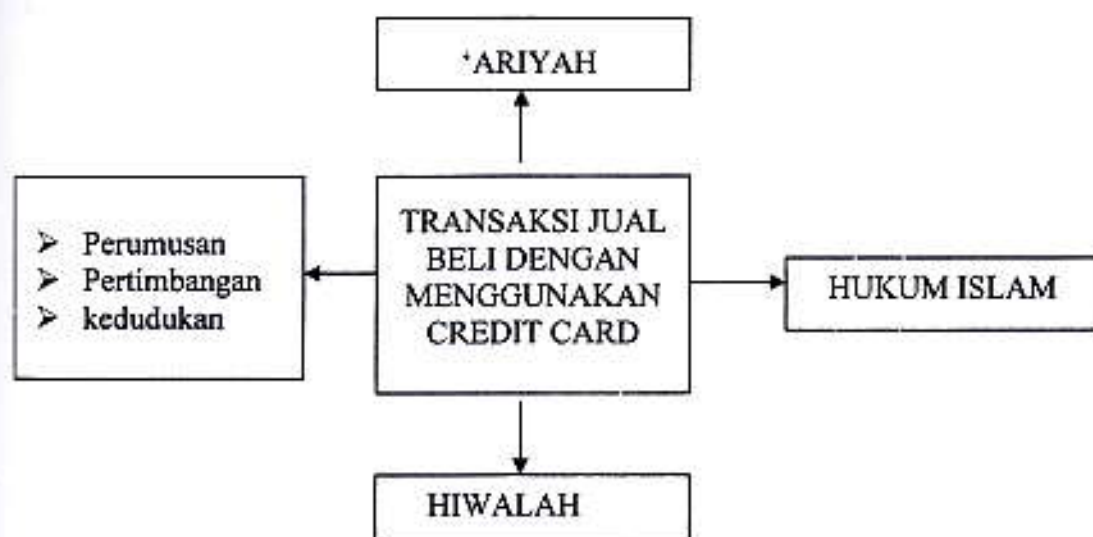 ‘ARIYAH
➢ Perumusan
➢ Pertimbangan
➢ kedudukan
TRANSAKSI JUAL
BELI DENGAN
MENGGUNAKAN
CREDIT CARD
HUKUM ISLAM
HIWALAH